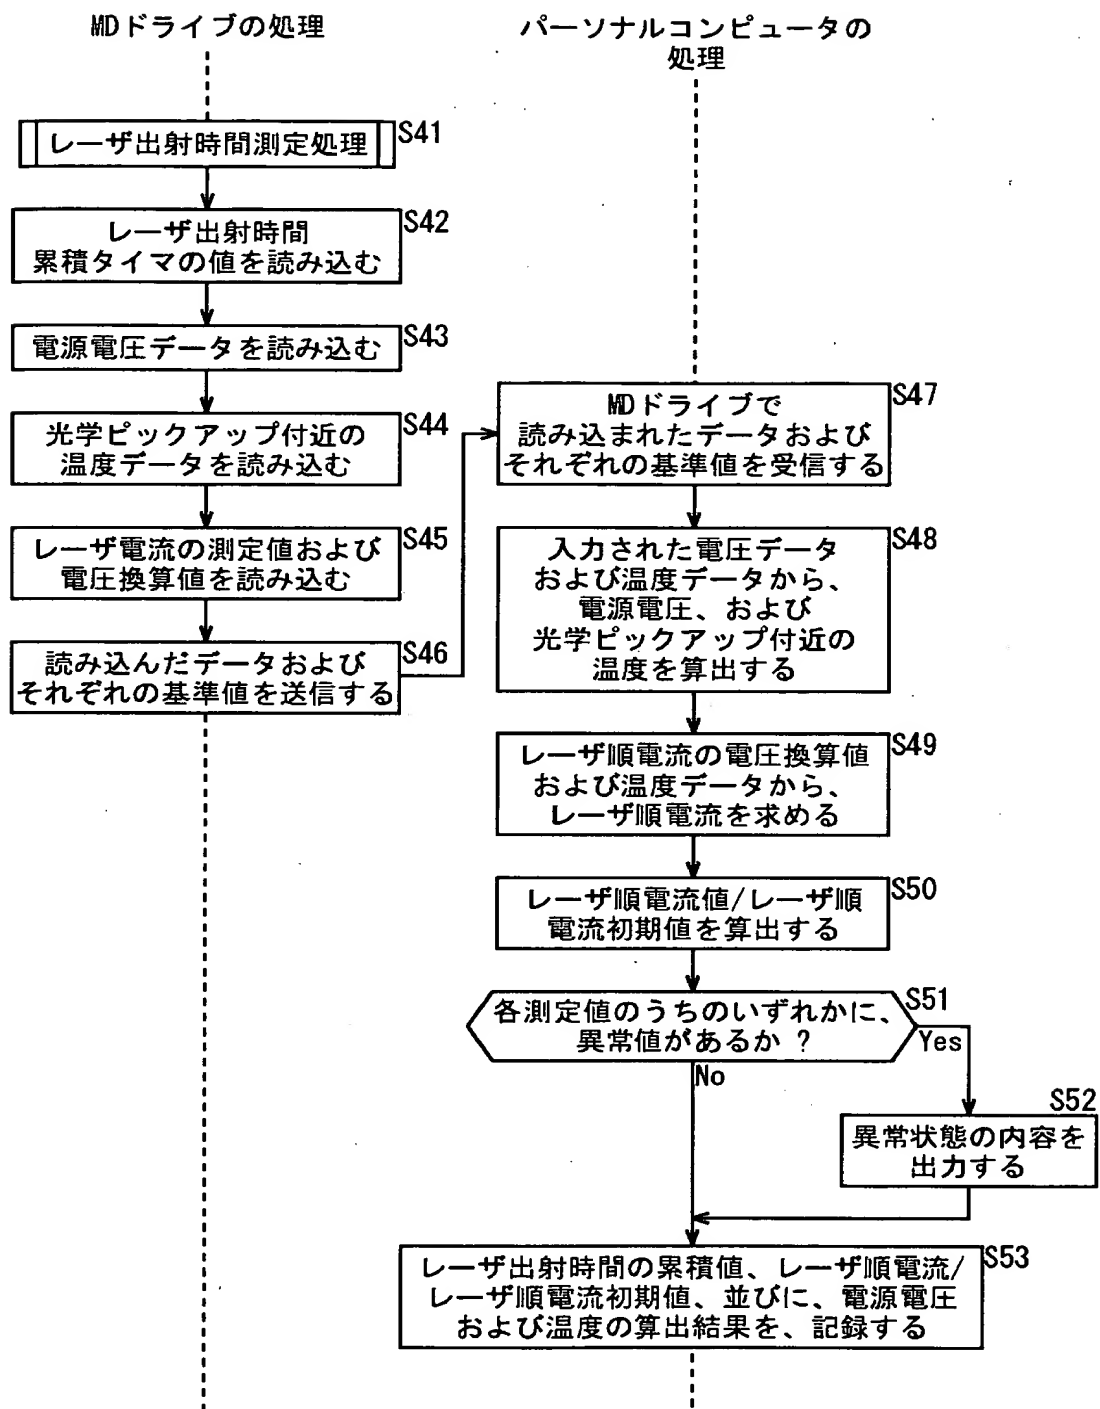 MDドライブの処理
パーソナルコンピュータの
処理
レーザ出射時間測定処理
S41
レーザ出射時間
累積タイマの値を読み込む
S42
電源電圧データを読み込む
S43
光学ピックアップ付近の
温度データを読み込む
S44
レーザ電流の測定値および
電圧換算値を読み込む
S45
読み込んだデータおよび
それぞれの基準値を送信する
S46
MDドライブで
読み込まれたデータおよび
それぞれの基準値を受信する
S47
入力された電圧データ
および温度データから、
電源電圧、および
光学ピックアップ付近の
温度を算出する
S48
レーザ順電流の電圧換算値
および温度データから、
レーザ順電流を求める
S49
レーザ順電流値/レーザ順
電流初期値を算出する
S50
各測定値のうちのいずれかに、
異常値があるか ?
S51
Yes
No
S52
異常状態の内容を
出力する
レーザ出射時間の累積値、レーザ順電流/
レーザ順電流初期値、並びに、電源電圧
および温度の算出結果を、記録する
S53